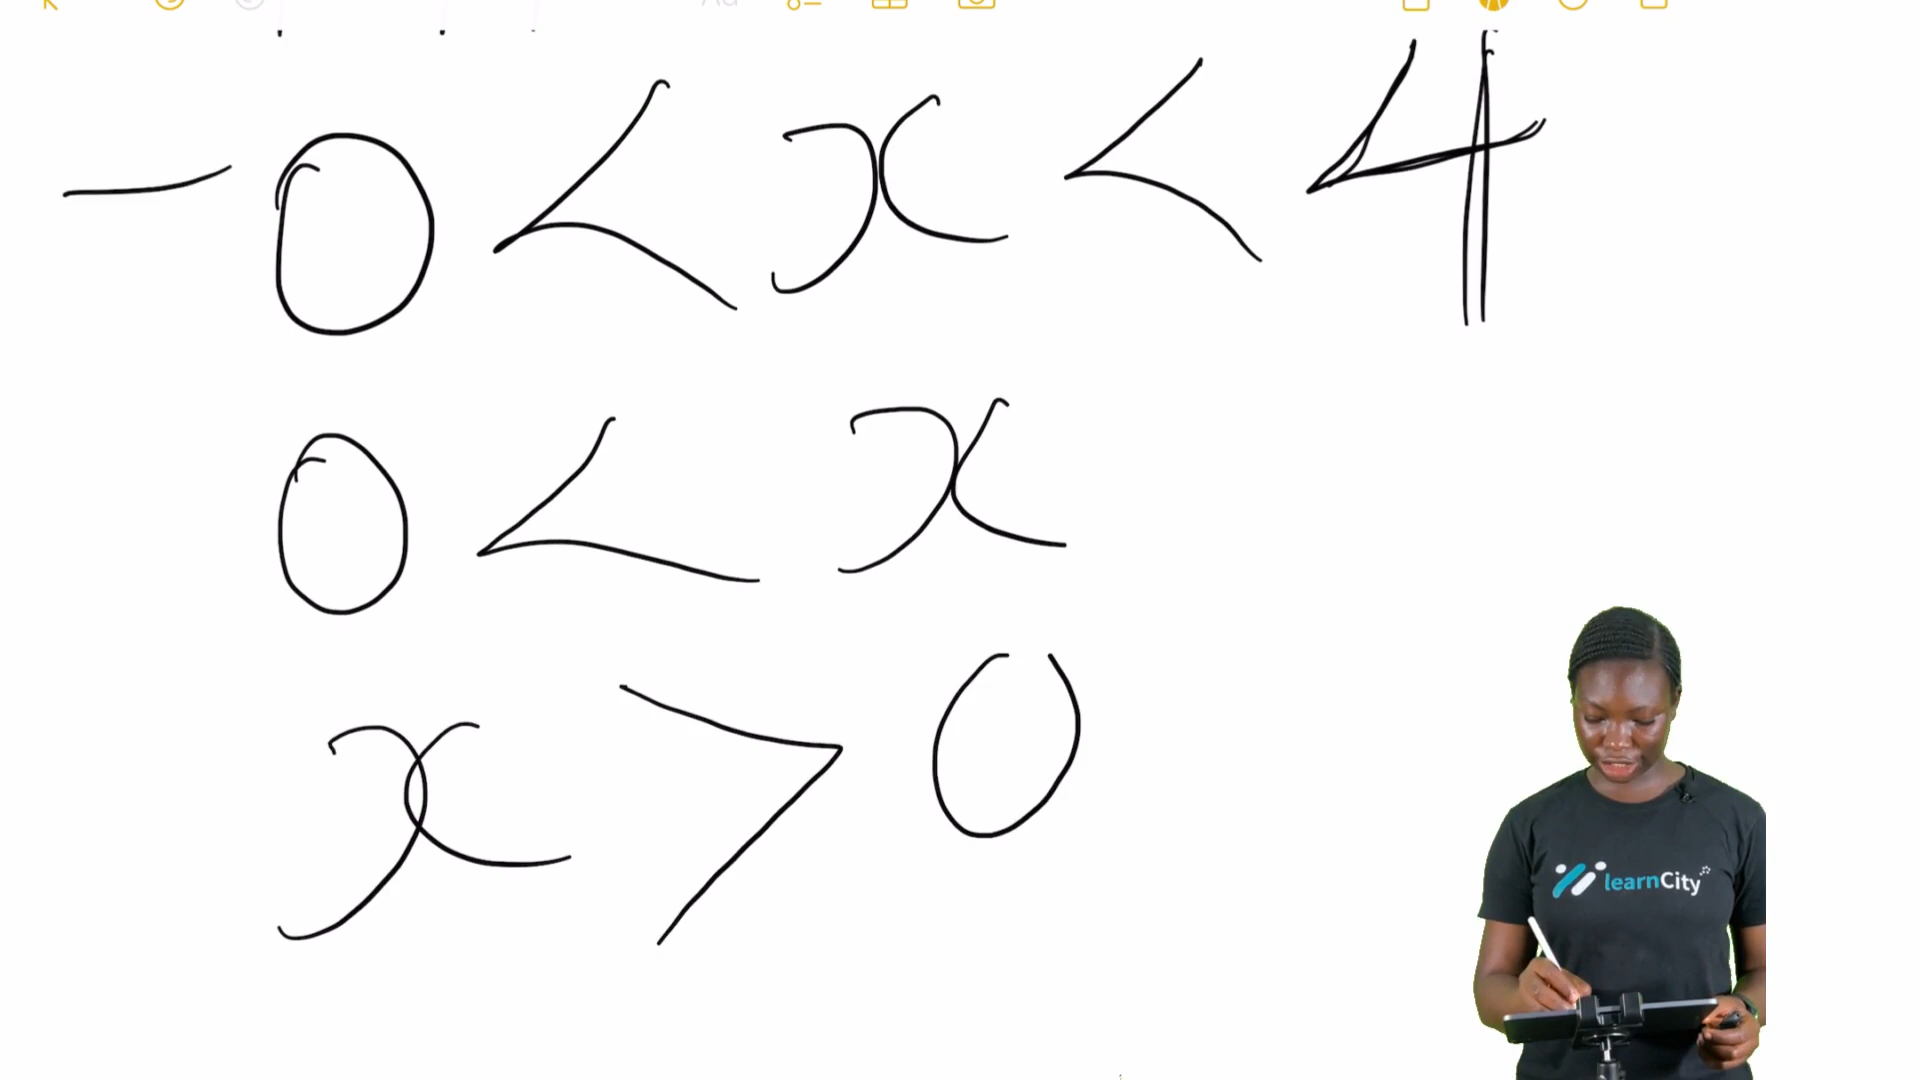 – 0 < x < 4
0 < x
x > 0
learnCity